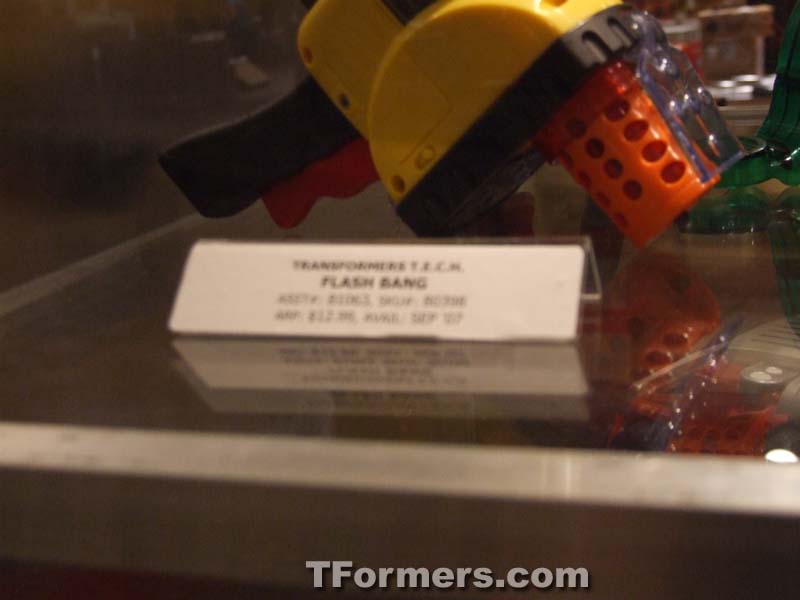 TRANSFORMERS T.E.C.H.
FLASH BANG
ASST#: 81063, SKU#: 80398
ARP: $12.99, AVAIL: SEP '07
TFormers.com